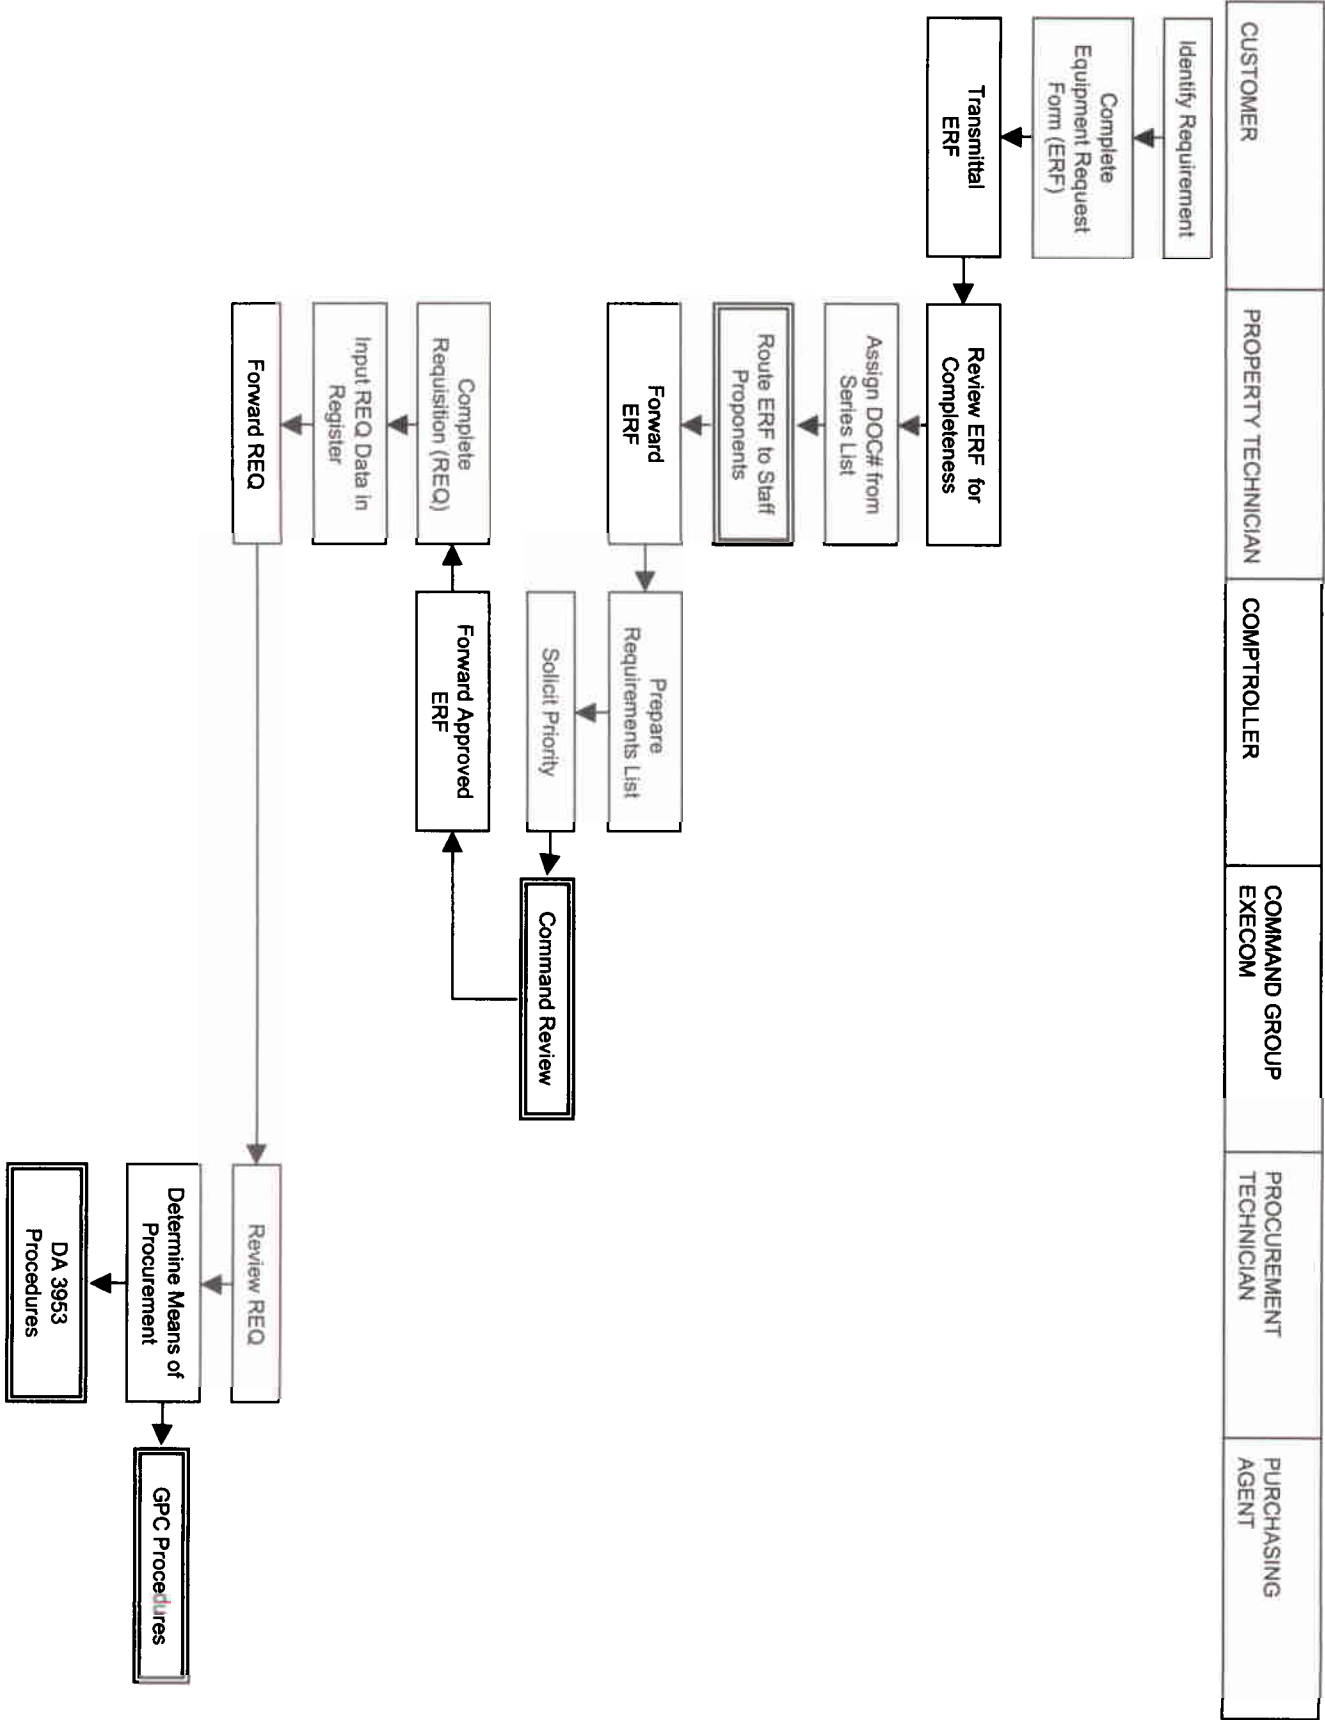 CUSTOMER
PROPERTY TECHNICIAN
COMPTROLLER
COMMAND GROUP
EXECOM
PROCUREMENT
TECHNICIAN
PURCHASING
AGENT
Identify Requirement
Complete
Equipment Request
Form (ERF)
Transmittal
ERF
Review ERF for
Completeness
Assign DOC# from
Series List
Route ERF to Staff
Proponents
Forward
ERF
Prepare
Requirements List
Solicit Priority
Command Review
Forward Approved
ERF
Complete
Requisition (REQ)
Input REQ Data in
Register
Forward REQ
Review REQ
Determine Means of
Procurement
GPC Procedures
DA 3953
Procedures